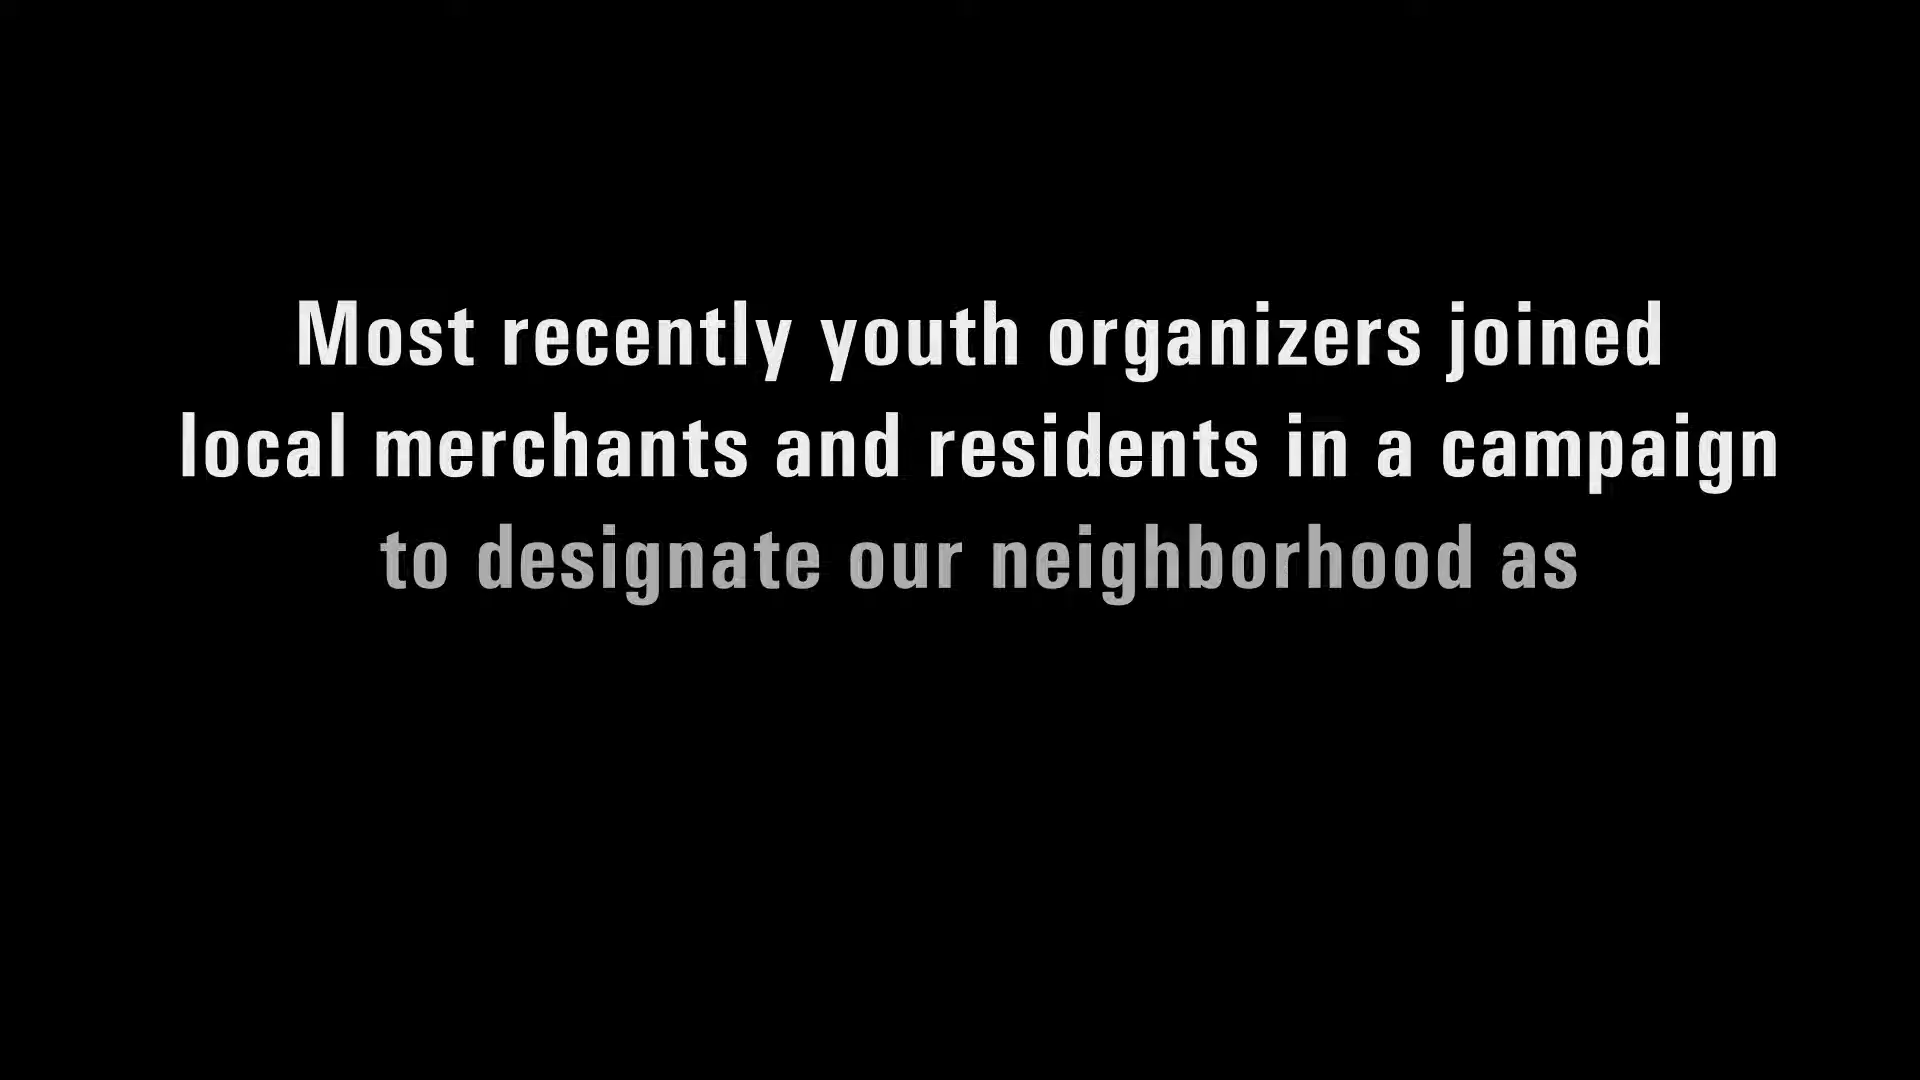 Most recently youth organizers joined
local merchants and residents in a campaign
to designate our neighborhood as